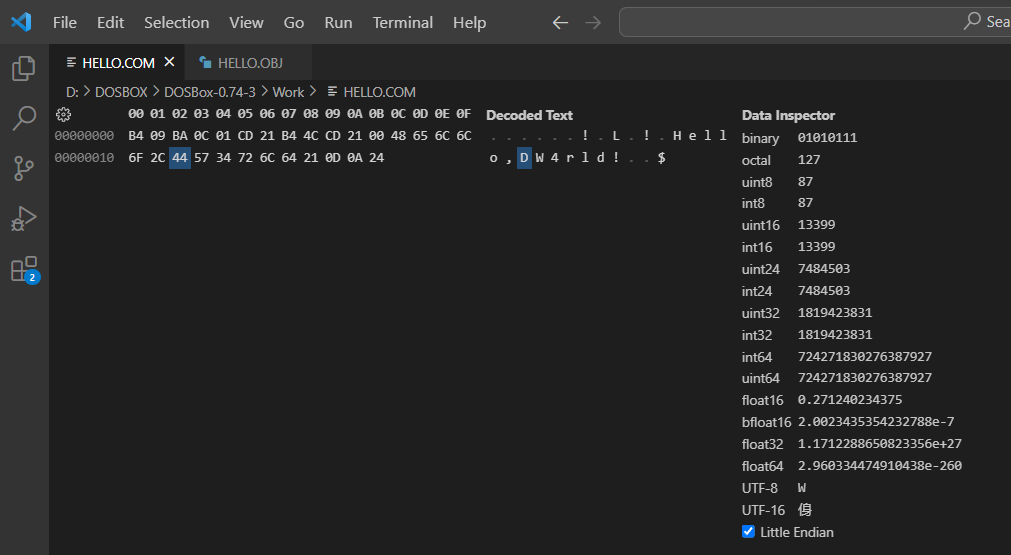 File Edit Selection View Go Run Terminal Help Sea
HELLO.COM HELLO.OBJ
D: > DOSBOX > DOSBox-0.74-3 > Work > HELLO.COM
00 01 02 03 04 05 06 07 08 09 0A 0B 0C 0D 0E 0F Decoded Text Data Inspector
00000000 B4 09 BA 0C 01 CD 21 B4 4C CD 21 00 48 65 6C 6C . . . . . . ! . L . ! . H e l l
00000010 6F 2C 44 57 34 72 6C 64 21 0D 0A 24 o , D W 4 r l d ! . . $
binary 01010111
octal 127
uint8 87
int8 87
uint16 13399
int16 13399
uint24 7484503
int24 7484503
uint32 1819423831
int32 1819423831
int64 724271830276387927
uint64 724271830276387927
float16 0.271240234375
bfloat16 2.0023435354232788e-7
float32 1.1712288650823356e+27
float64 2.960334474910438e-260
UTF-8 W
UTF-16
Little Endian
2